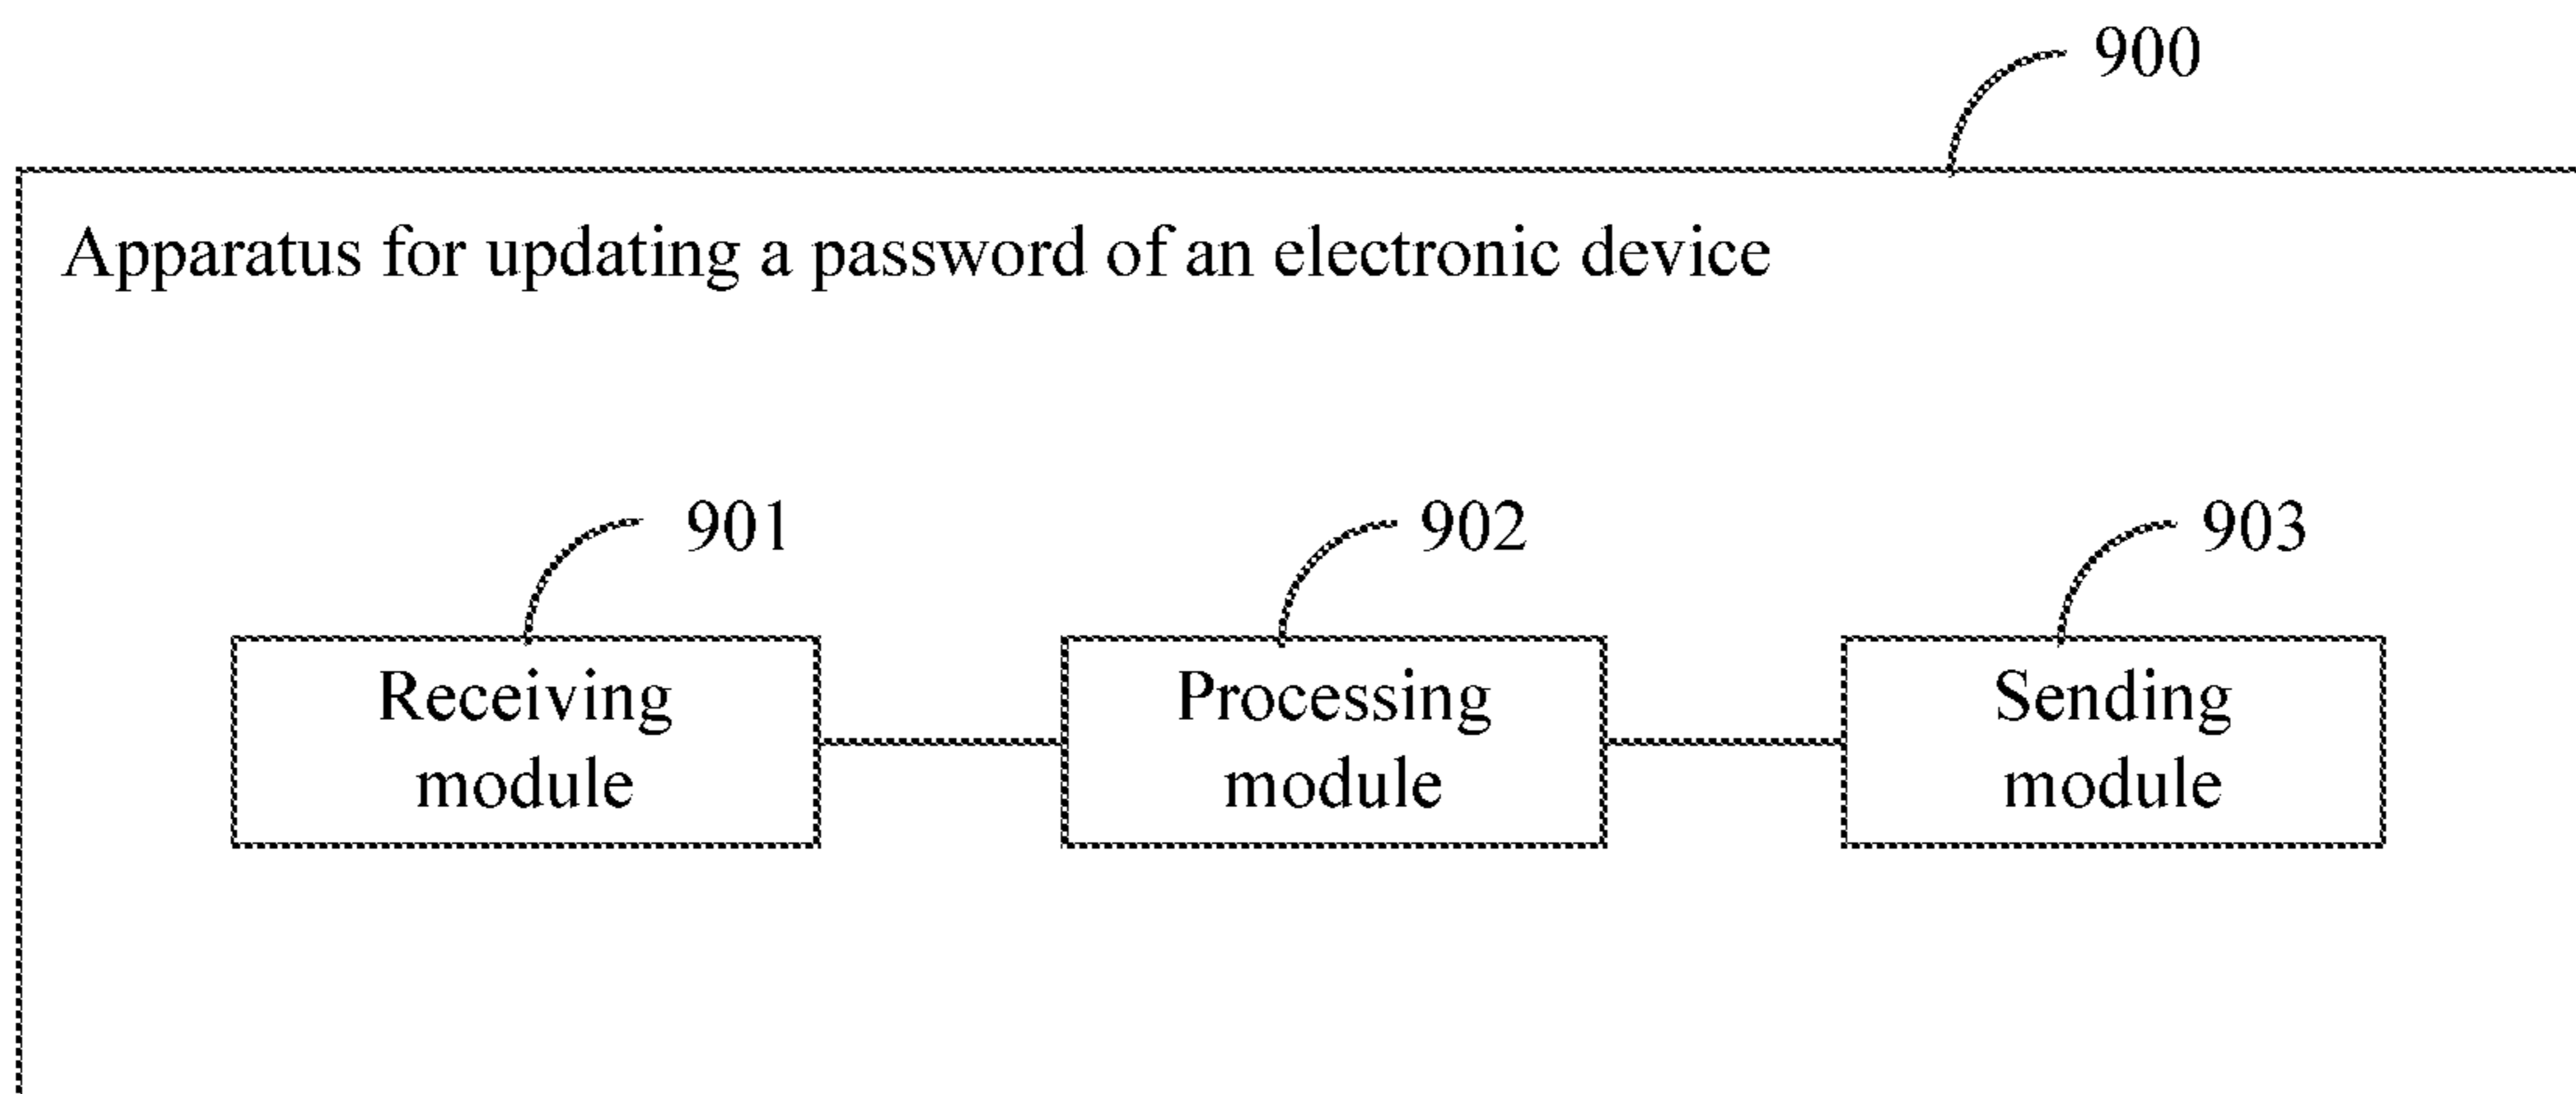 900
Apparatus for updating a password of an electronic device
901
902
903
Receiving
module
Processing
module
Sending
module